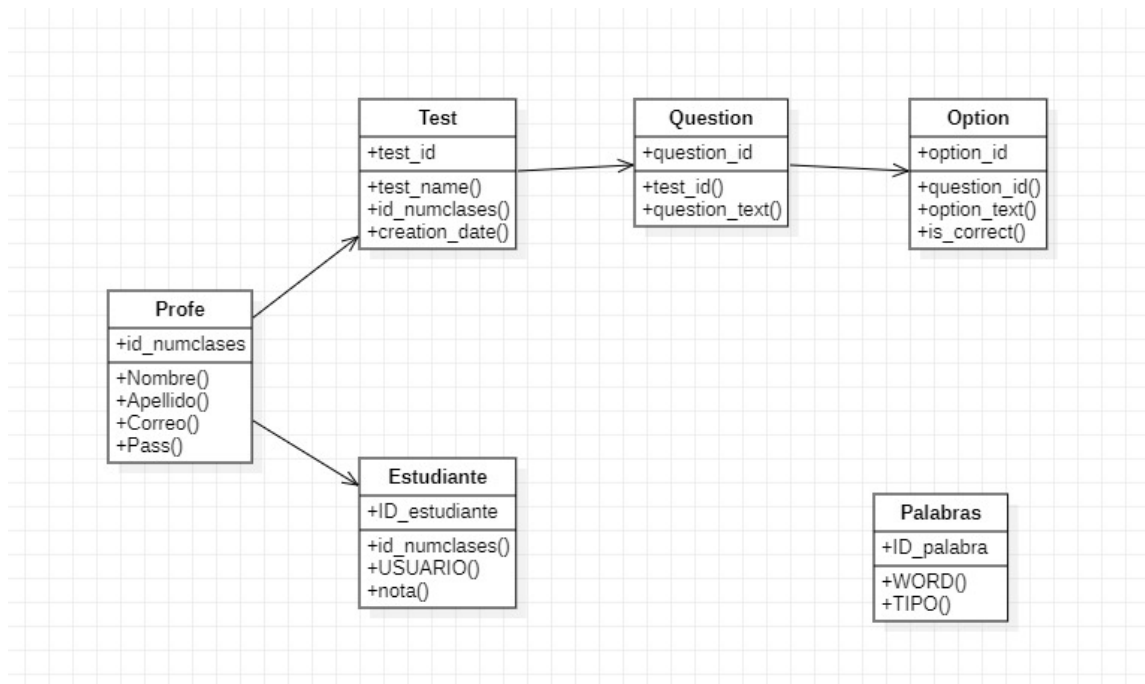 Test
+test_id
+test_name()
+id_numclases()
+creation_date()
Question
+question_id
+test_id()
+question_text()
Option
+option_id
+question_id()
+option_text()
+is_correct()
Profe
+id_numclases
+Nombre()
+Apellido()
+Correo()
+Pass()
Estudiante
+ID_estudiante
+id_numclases()
+USUARIO()
+nota()
Palabras
+ID_palabra
+WORD()
+TIPO()